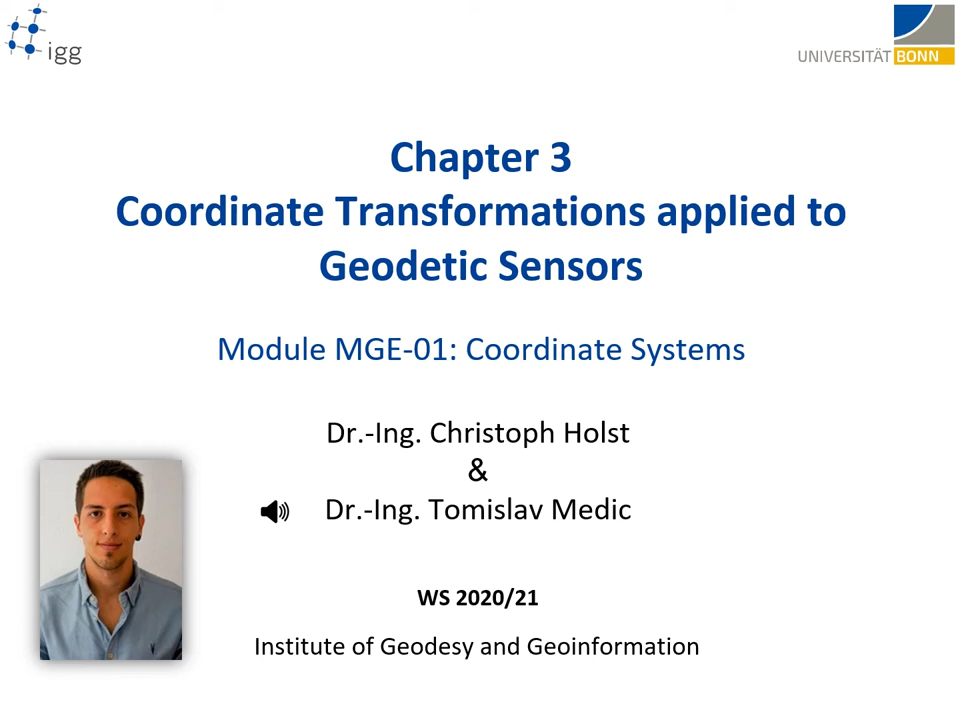 igg
UNIVERSITÄT BONN
Chapter 3
Coordinate Transformations applied to
Geodetic Sensors
Module MGE-01: Coordinate Systems
Dr.-Ing. Christoph Holst
&
Dr.-Ing. Tomislav Medic
WS 2020/21
Institute of Geodesy and Geoinformation